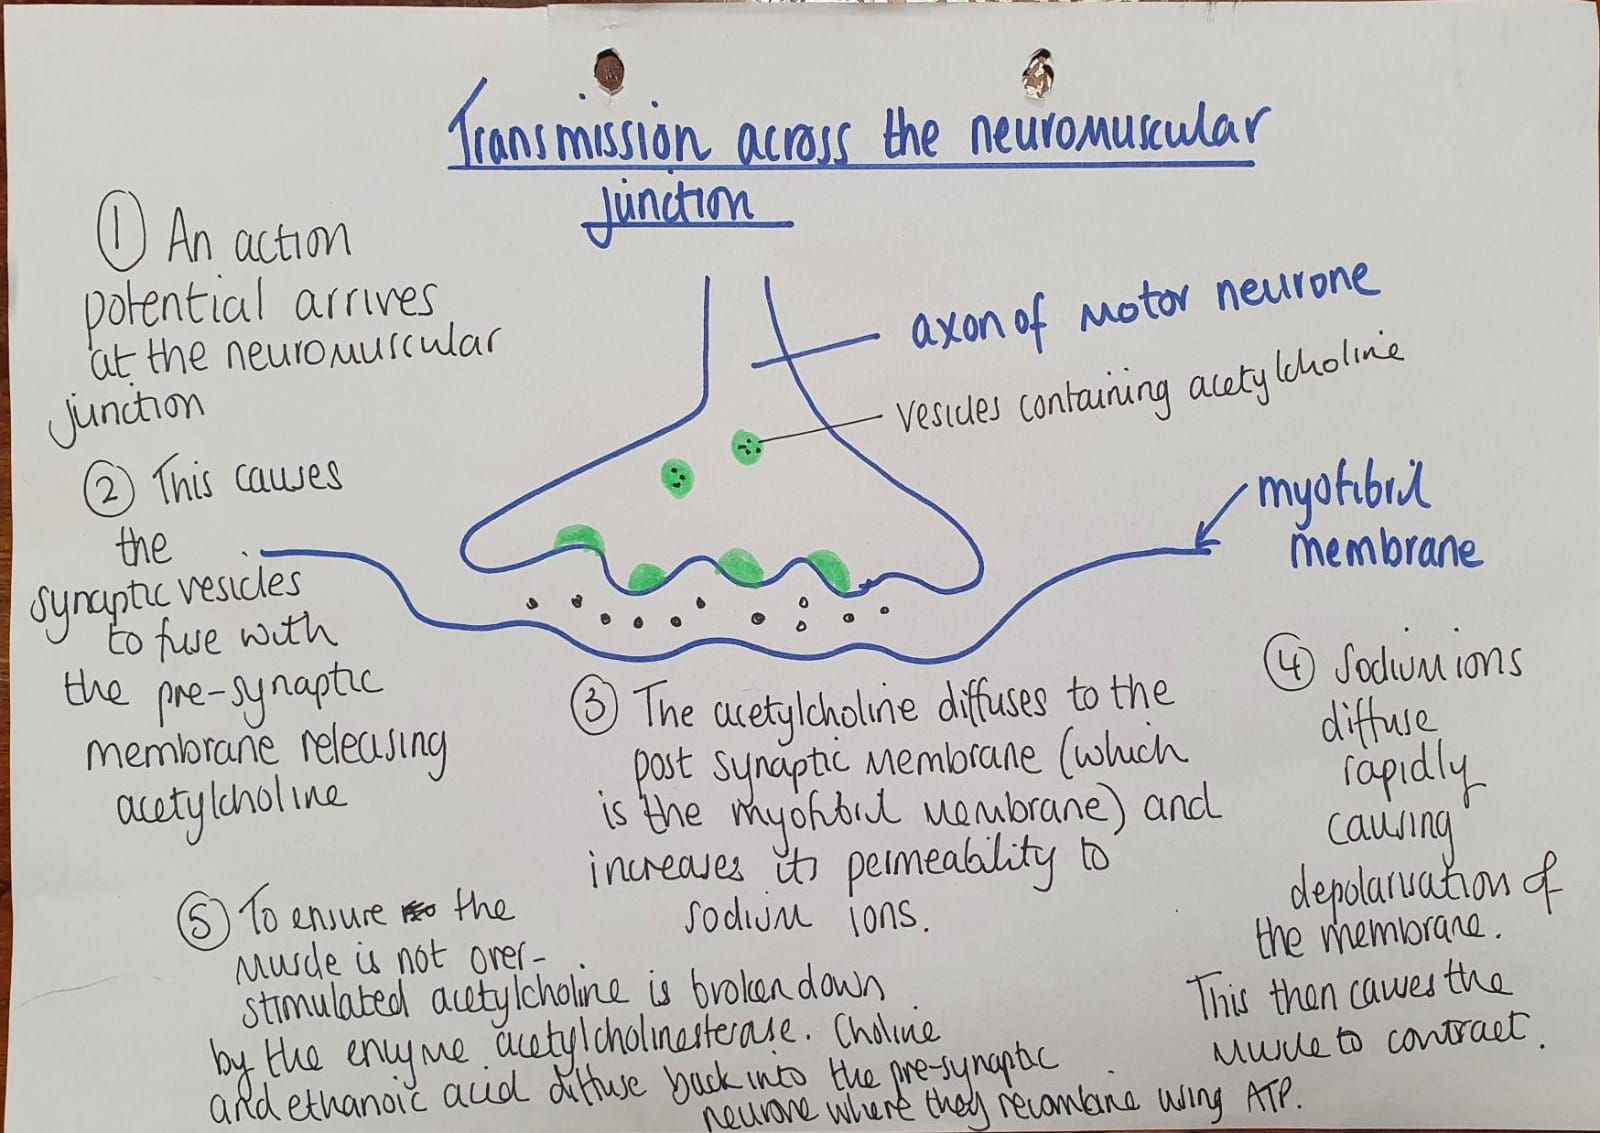 Transmission across the neuromuscular
junction
① An action
potential arrives
at the neuromuscular
junction
axon of motor neurone
vesicles containing acetylcholine
myofibril
membrane
② This causes
the
synaptic vesicles
to fuse with
the pre-synaptic
membrane releasing
acetylcholine
③ The acetylcholine diffuses to the
post synaptic membrane (which
is the myofibril membrane) and
increases its permeability to
sodium ions.
④ Sodium ions
diffuse
rapidly
causing
depolarisation of
the membrane.
This then causes the
muscle to contract.
⑤ To ensure the
muscle is not over-
stimulated acetylcholine is broken down
by the enzyme acetylcholinesterase. Choline
and ethanoic acid diffuse back into the pre-synaptic
neurone where they recombine using ATP.